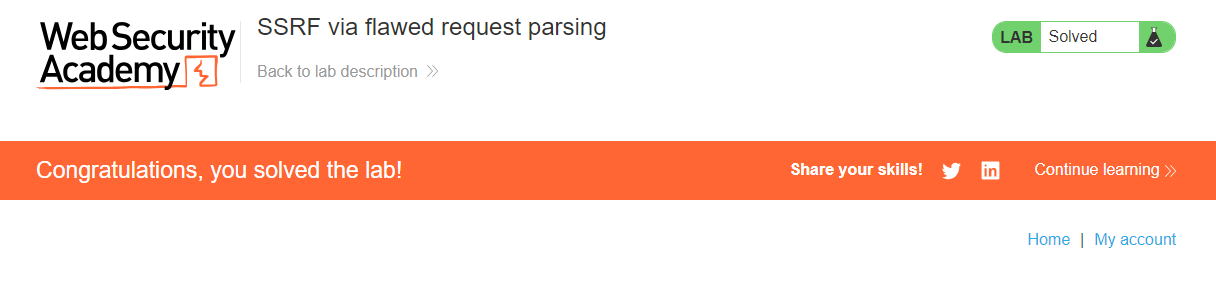 Web Security
Academy
SSRF via flawed request parsing
Back to lab description
LAB Solved
Congratulations, you solved the lab!
Share your skills!
Continue learning
Home | My account